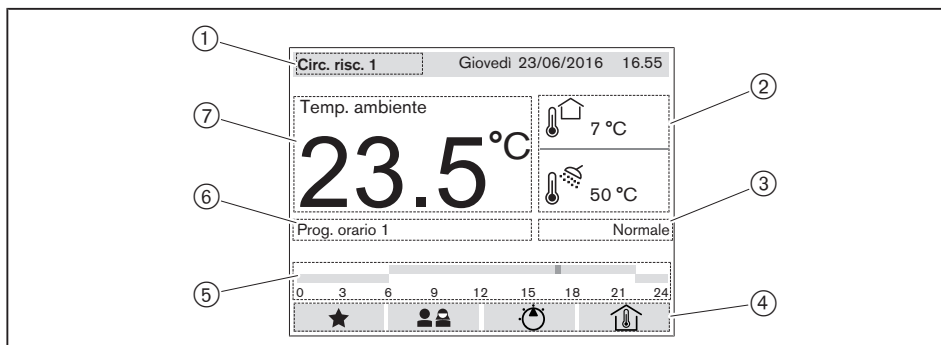 1
Circ. risc. 1 Giovedì 23/06/2016 16.55
2
7
Temp. ambiente
23.5°C
7 °C
50 °C
3
6
Prog. orario 1 Normale
5
0 3 6 9 12 15 18 21 24
4